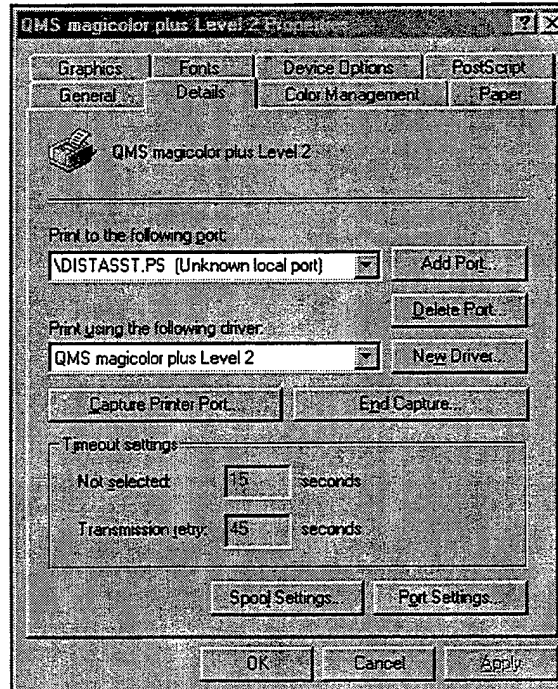 QMS magicolor plus Level 2 Properties
Graphics Fonts Device Options PostScript
General Details Color Management Paper
QMS magicolor plus Level 2
Print to the following port:
\DISTASST.PS (Unknown local port) Add Port...
Delete Port...
Print using the following driver:
QMS magicolor plus Level 2 New Driver...
Capture Printer Port... End Capture...
Timeout settings
Not selected: 15 seconds
Transmission retry: 45 seconds
Spool Settings... Port Settings...
OK Cancel Apply